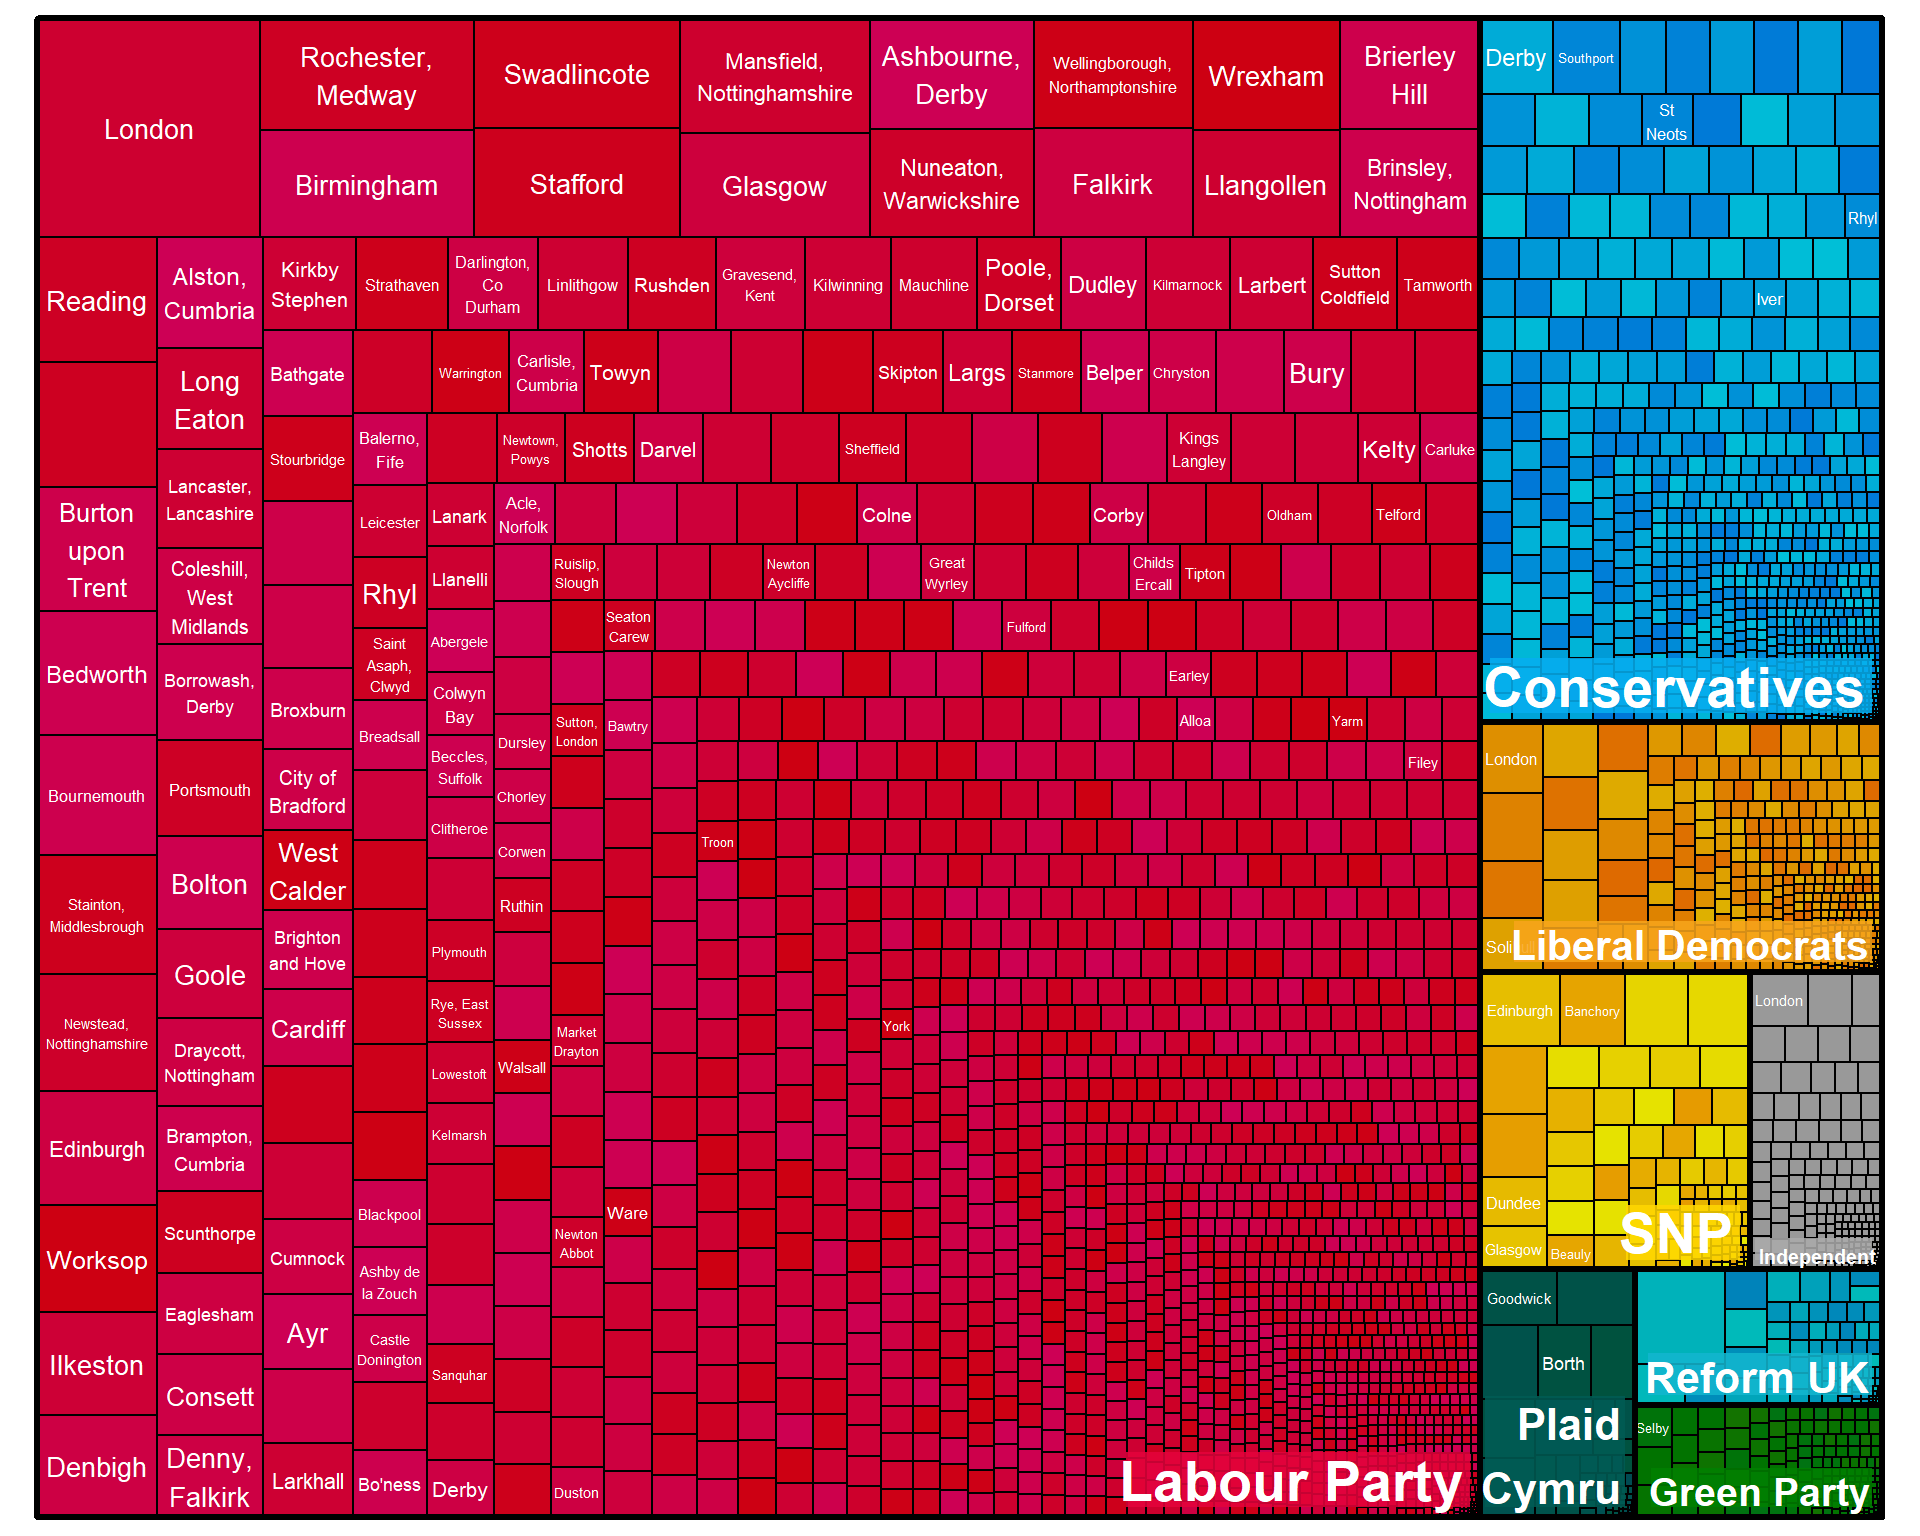 London
Rochester,
Medway
Birmingham
Swadlincote
Stafford
Mansfield,
Nottinghamshire
Glasgow
Ashbourne,
Derby
Nuneaton,
Warwickshire
Wellingborough,
Northamptonshire
Falkirk
Wrexham
Llangollen
Brierley
Hill
Brinsley,
Nottingham
Reading
Burton
upon
Trent
Bedworth
Bournemouth
Stainton,
Middlesbrough
Newstead,
Nottinghamshire
Edinburgh
Worksop
Ilkeston
Denbigh
Alston,
Cumbria
Long
Eaton
Lancaster,
Lancashire
Coleshill,
West
Midlands
Borrowash,
Derby
Portsmouth
Bolton
Goole
Draycott,
Nottingham
Brampton,
Cumbria
Scunthorpe
Eaglesham
Consett
Denny,
Falkirk
Kirkby
Stephen
Strathaven
Darlington,
Co
Durham
Linlithgow
Rushden
Gravesend,
Kent
Kilwinning
Mauchline
Poole,
Dorset
Dudley
Kilmarnock
Larbert
Sutton
Coldfield
Tamworth
Bathgate
Stourbridge
Broxburn
City of
Bradford
West
Calder
Brighton
and Hove
Cardiff
Cumnock
Ayr
Larkhall
Warrington
Carlisle,
Cumbria
Towyn
Skipton
Largs
Stanmore
Belper
Chryston
Bury
Balerno,
Fife
Leicester
Rhyl
Saint
Asaph,
Clwyd
Breadsall
Blackpool
Ashby de
la Zouch
Castle
Donington
Bo'ness
Newtown,
Powys
Shotts
Darvel
Sheffield
Kings
Langley
Kelty
Carluke
Lanark
Llanelli
Abergele
Colwyn
Bay
Beccles,
Suffolk
Clitheroe
Plymouth
Rye, East
Sussex
Lowestoft
Kelmarsh
Sanquhar
Derby
Acle,
Norfolk
Colne
Corby
Oldham
Telford
Dursley
Chorley
Corwen
Ruthin
Walsall
Ruislip,
Slough
Newton
Aycliffe
Great
Wyrley
Childs
Ercall
Tipton
Sutton,
London
Market
Drayton
Newton
Abbot
Duston
Seaton
Carew
Fulford
Bawtry
Ware
Earley
Alloa
Yarm
Filey
Troon
York
Labour Party
Derby
Southport
St
Neots
Rhyl
Iver
Conservatives
London
Liberal Democrats
Edinburgh
Banchory
Dundee
Glasgow
Beauly
SNP
London
Independent
Goodwick
Borth
Plaid
Cymru
Reform UK
Selby
Green Party